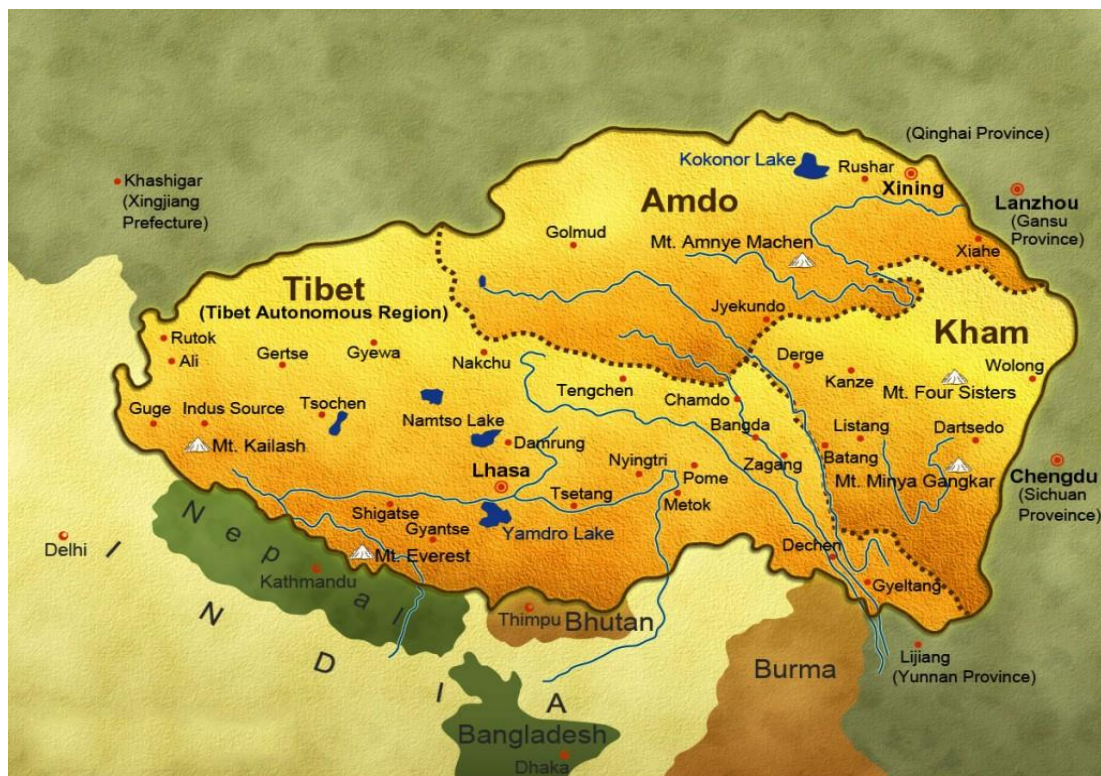 (Qinghai Province)
Kokonor Lake
Rushar
Xining
Khashigar
(Xingjiang
Prefecture)
Lanzhou
(Gansu
Province)
Amdo
Golmud
Mt. Amnye Machen
Xiahe
Tibet
(Tibet Autonomous Region)
Jyekundo
Kham
Rutok
Ali
Gertse
Gyewa
Nakchu
Derge
Kanze
Wolong
Mt. Four Sisters
Tengchen
Chamdo
Guge
Indus Source
Tsochen
Namtso Lake
Bangda
Listang
Dartsedo
Mt. Kailash
Damrung
Batang
Zagang
Nyingtri
Pome
Lhasa
Mt. Minya Gangkar
Chengdu
(Sichuan
Proveince)
Tsetang
Metok
Shigatse
Yamdro Lake
Gyantse
Mt. Everest
Dechen
Gyeltang
Delhi
Nepal
Kathmandu
Thimpu
Bhutan
INDIA
Burma
Lijiang
(Yunnan Province)
Bangladesh
Dhaka